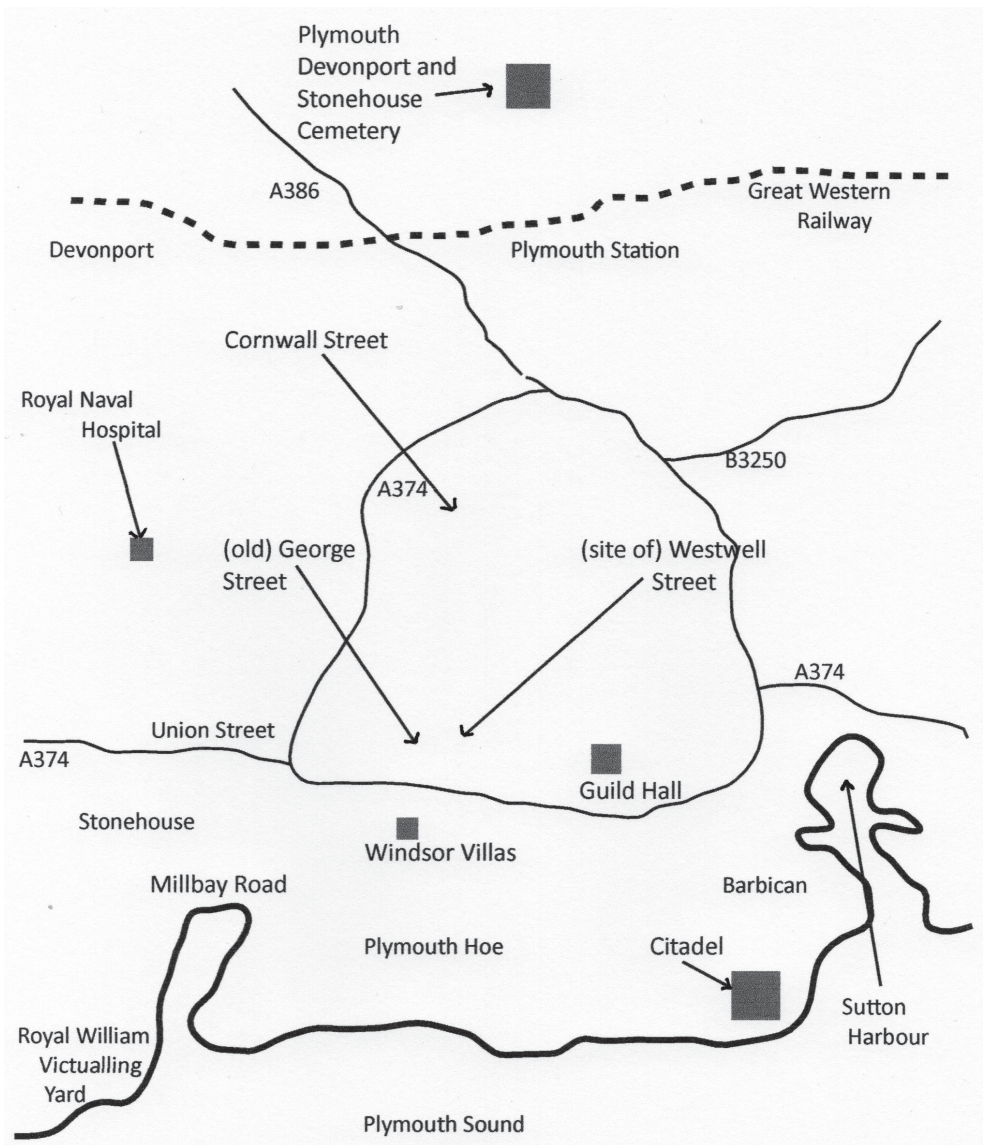 Plymouth
Devonport and
Stonehouse
Cemetery
A386
Great Western
Railway
Devonport
Plymouth Station
Cornwall Street
Royal Naval
Hospital
B3250
A374
(old) George
Street
(site of) Westwell
Street
A374
Union Street
A374
Guild Hall
Stonehouse
Windsor Villas
Millbay Road
Barbican
Plymouth Hoe
Citadel
Sutton
Harbour
Royal William
Victualling
Yard
Plymouth Sound